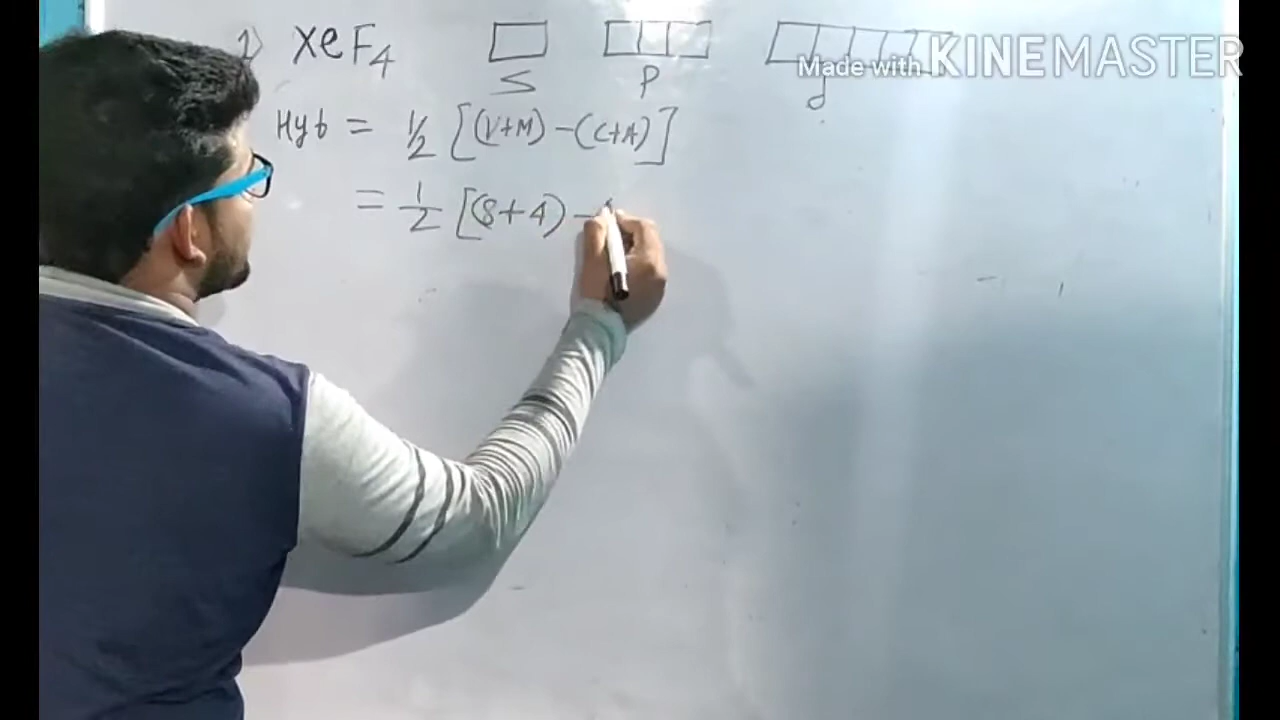 1) XeF4
S P d
Made with KINEMASTER
Hyb = 1/2 [(V+M) -(C+A)]
= 1/2 [(8+4) -